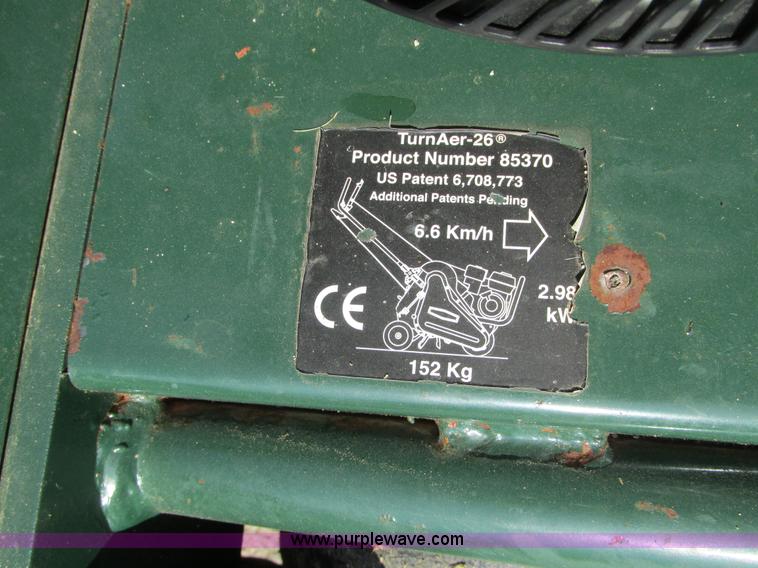 TurnAer-26®
Product Number 85370
US Patent 6,708,773
Additional Patents Pending
6.6 Km/h
CE
2.98
kW
152 Kg
www.purplewave.com